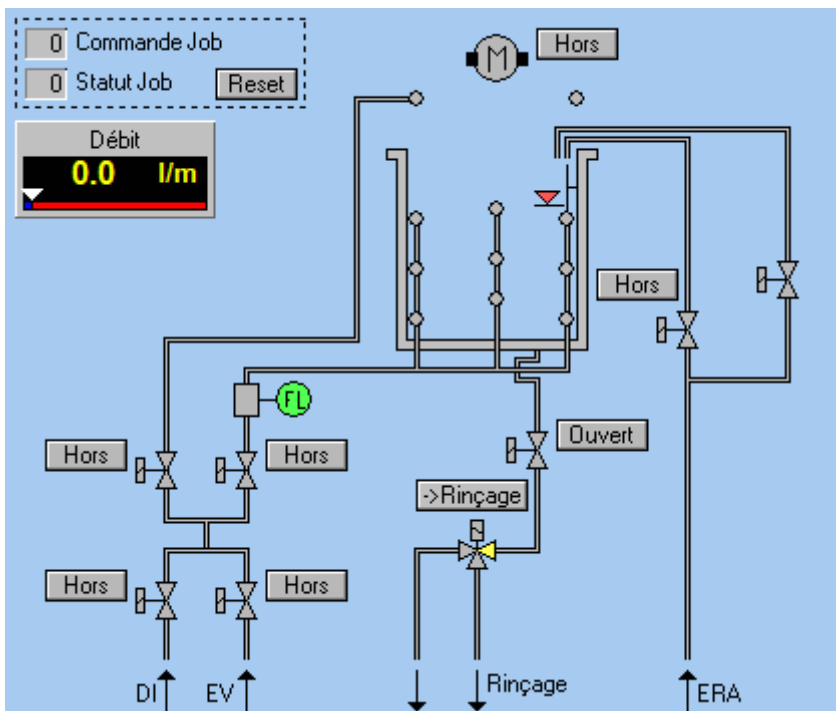 0 Commande Job
M
Hors
0 Statut Job
Reset
Débit
0.0 l/m
Hors
FL
Ouvert
Hors
Hors
->Rinçage
Hors
Hors
DI
EV
Rinçage
ERA